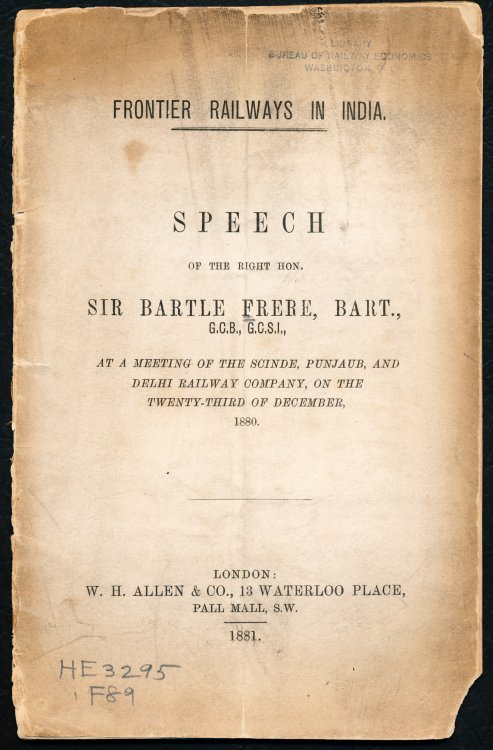 LIBRARY
BUREAU OF RAILWAY ECONOMICS
WASHINGTON,
FRONTIER RAILWAYS IN INDIA.
SPEECH
OF THE RIGHT HON.
SIR BARTLE FRERE, BART.,
G.C.B., G.C.S.I.,
AT A MEETING OF THE SCINDE, PUNJAUB, AND
DELHI RAILWAY COMPANY, ON THE
TWENTY-THIRD OF DECEMBER,
1880.
LONDON:
W. H. ALLEN & CO., 13 WATERLOO PLACE,
PALL MALL, S.W.
1881.
HE3295
.F89